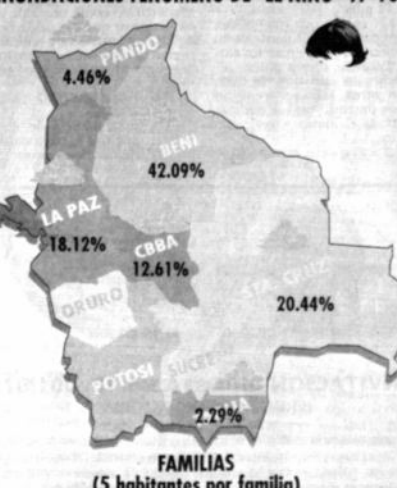 PANDO
4.46%
BENI
42.09%
LA PAZ
18.12%
CBBA
12.61%
STA. CRUZ
20.44%
ORURO
POTOSI
SUCRE
2.29%
FAMILIAS
(5 habitantes por familia)